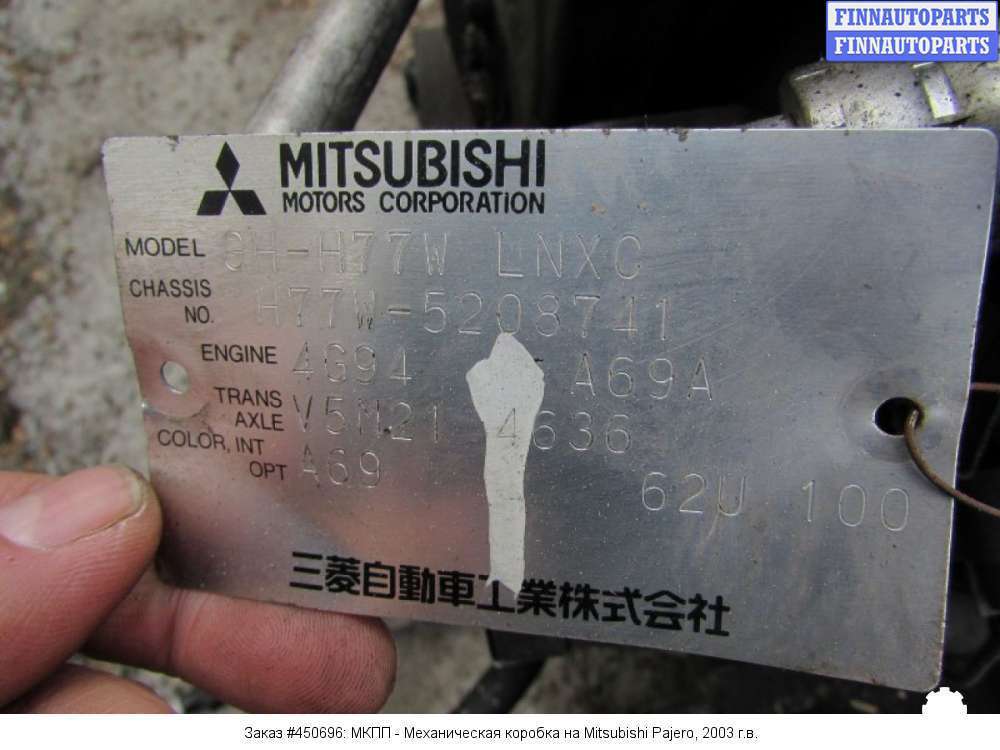 FINNAUTOPARTS
FINNAUTOPARTS
MITSUBISHI
MOTORS CORPORATION
MODEL GH-H77W LNXC
CHASSIS NO. H77W-5208741
ENGINE 4G94 A69A
TRANS AXLE V5M21 4636
COLOR, INT OPT A69 62U 100
三菱自動車工業株式会社
Заказ #450696: МКПП - Механическая коробка на Mitsubishi Pajero, 2003 г.в.